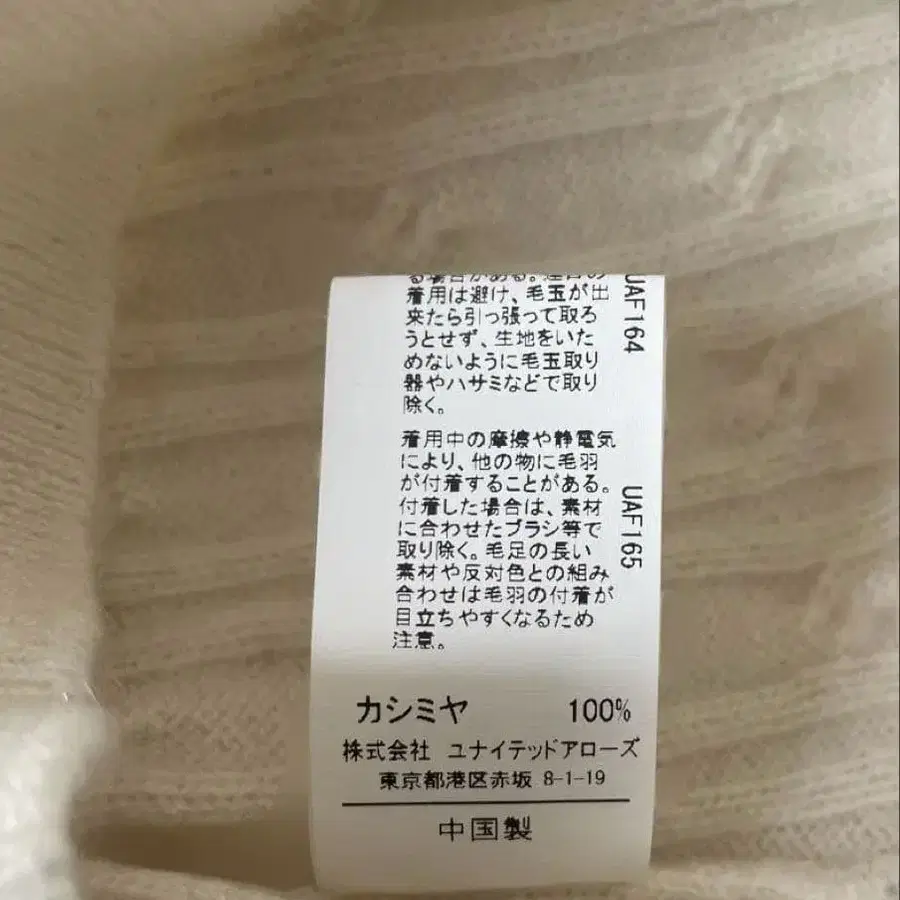 る場合がある。連日の
着用は避け、毛玉が出
来たら引っ張って取ろ
うとせず、生地をいた
めないように毛玉取り
器やハサミなどで取り
除く。
UAF164
着用中の摩擦や静電気
により、他の物に毛羽
が付着することがある。
付着した場合は、素材
に合わせたブラシ等で
取り除く。毛足の長い
素材や反対色との組み
合わせは毛羽の付着が
目立ちやすくなるため
注意。
UAF165
カシミヤ 100%
株式会社 ユナイテッドアローズ
東京都港区赤坂 8-1-19
中国製